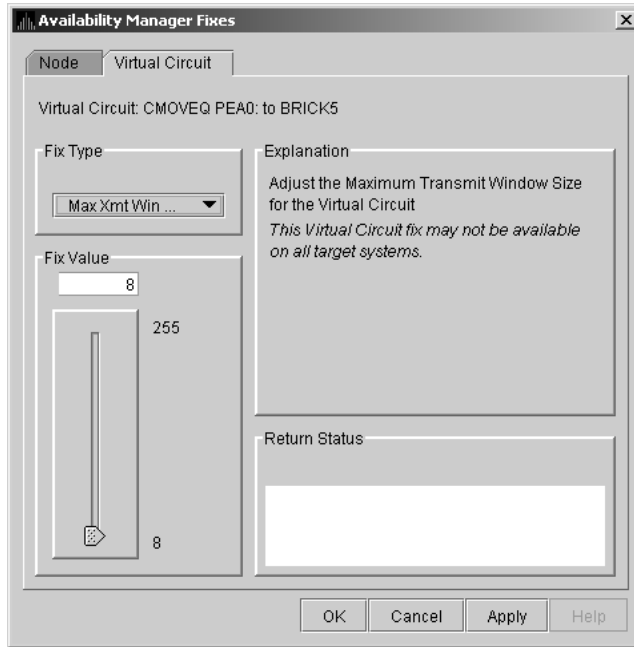 Availability Manager Fixes
Node
Virtual Circuit
Virtual Circuit: CMOVEQ PEA0: to BRICK5
Fix Type
Max Xmt Win ...
Fix Value
8
255
8
Explanation
Adjust the Maximum Transmit Window Size
for the Virtual Circuit
This Virtual Circuit fix may not be available
on all target systems.
Return Status
OK
Cancel
Apply
Help